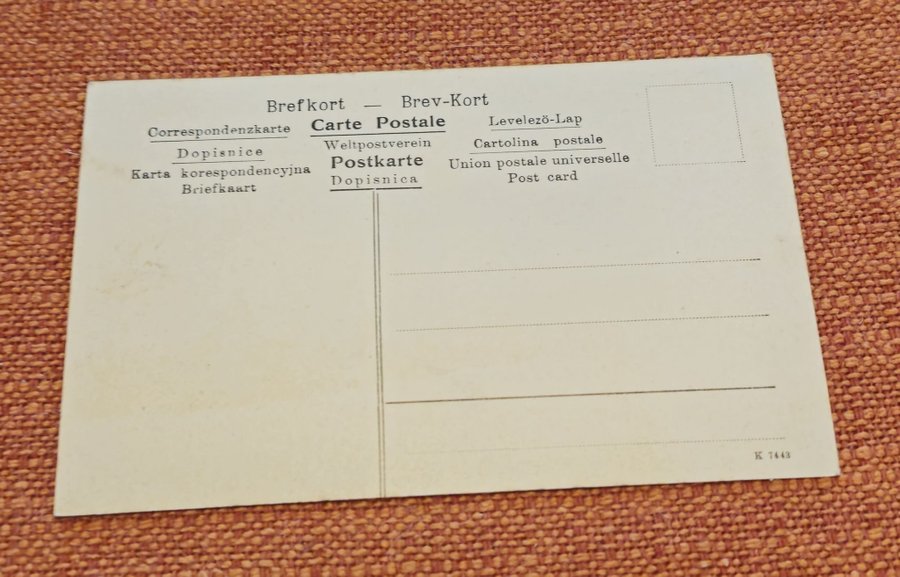 Brefkort — Brev-Kort
Correspondenzkarte
Carte Postale
Levelezö-Lap
Dopisnice
Weltpostverein
Cartolina postale
Karta korespondencyjna
Postkarte
Union postale universelle
Briefkaart
Dopisnica
Post card
K 7443